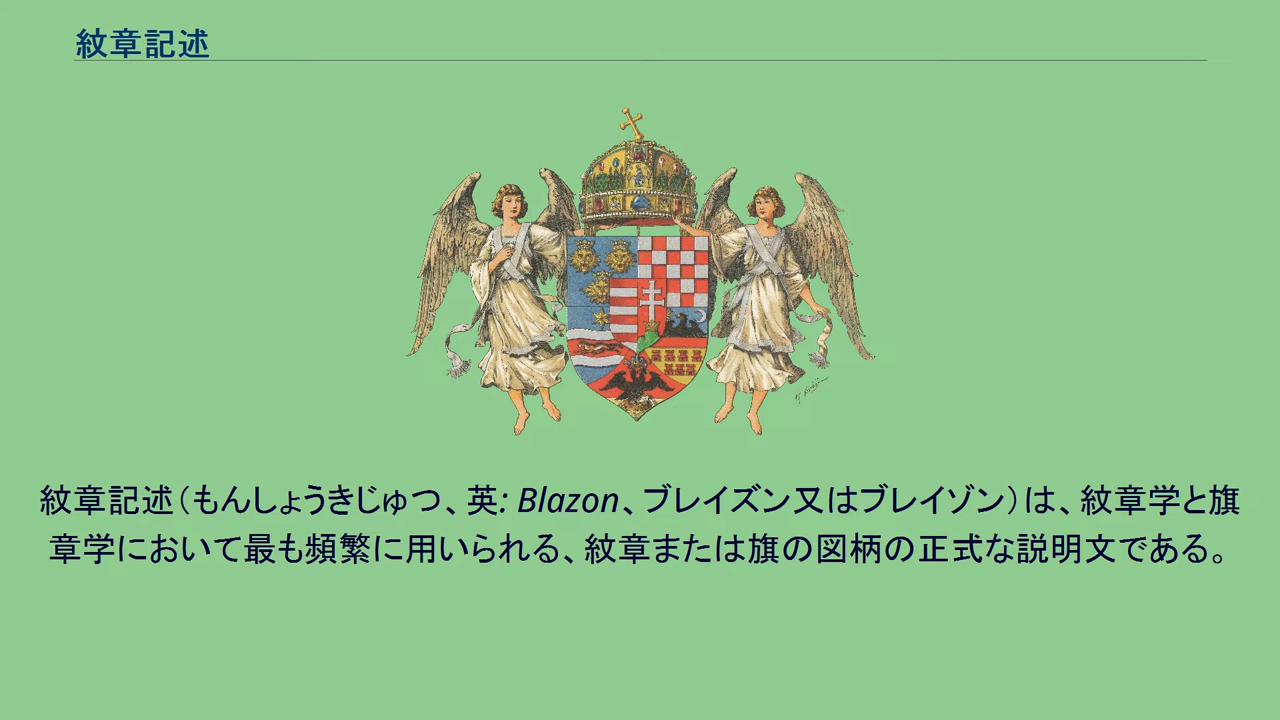 紋章記述
紋章記述（もんしょうきじゅつ、英: Blazon、ブレイズン又はブレイゾン）は、紋章学と旗
章学において最も頻繁に用いられる、紋章または旗の図柄の正式な説明文である。